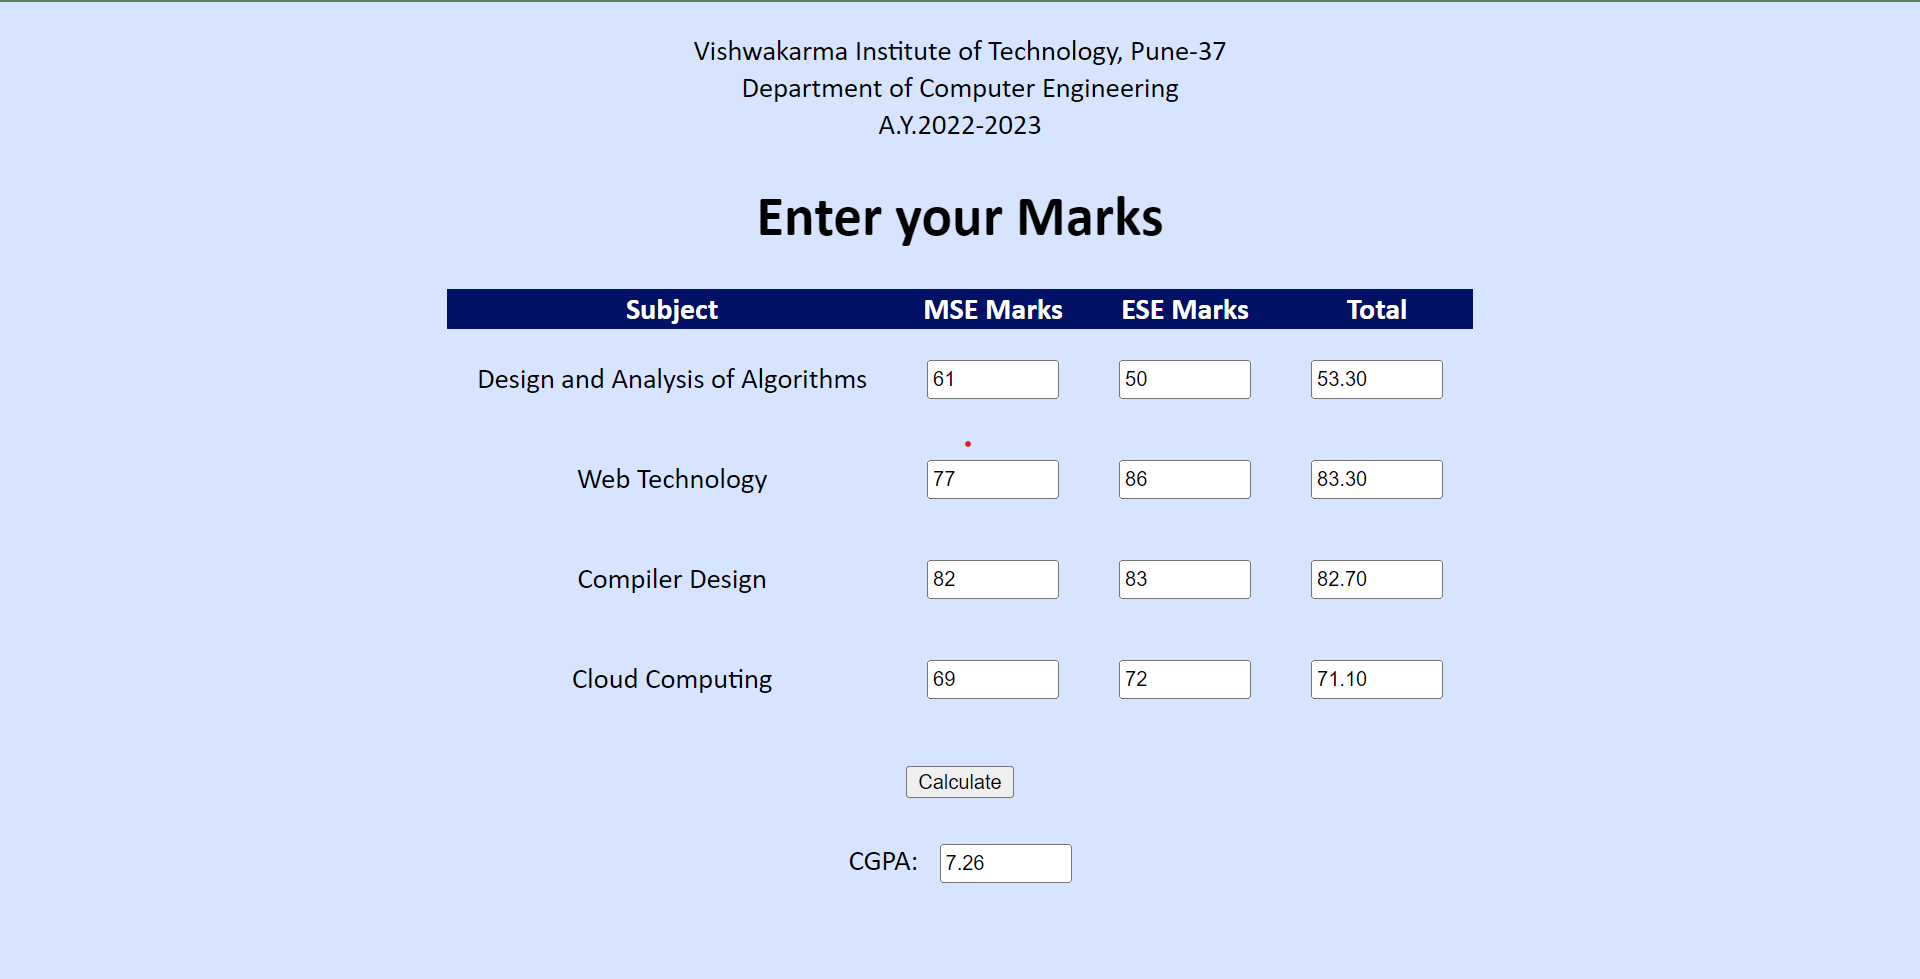 Vishwakarma Institute of Technology, Pune-37
Department of Computer Engineering
A.Y.2022-2023
Enter your Marks
Subject MSE Marks ESE Marks Total
Design and Analysis of Algorithms 61 50 53.30
Web Technology 77 86 83.30
Compiler Design 82 83 82.70
Cloud Computing 69 72 71.10
Calculate
CGPA: 7.26